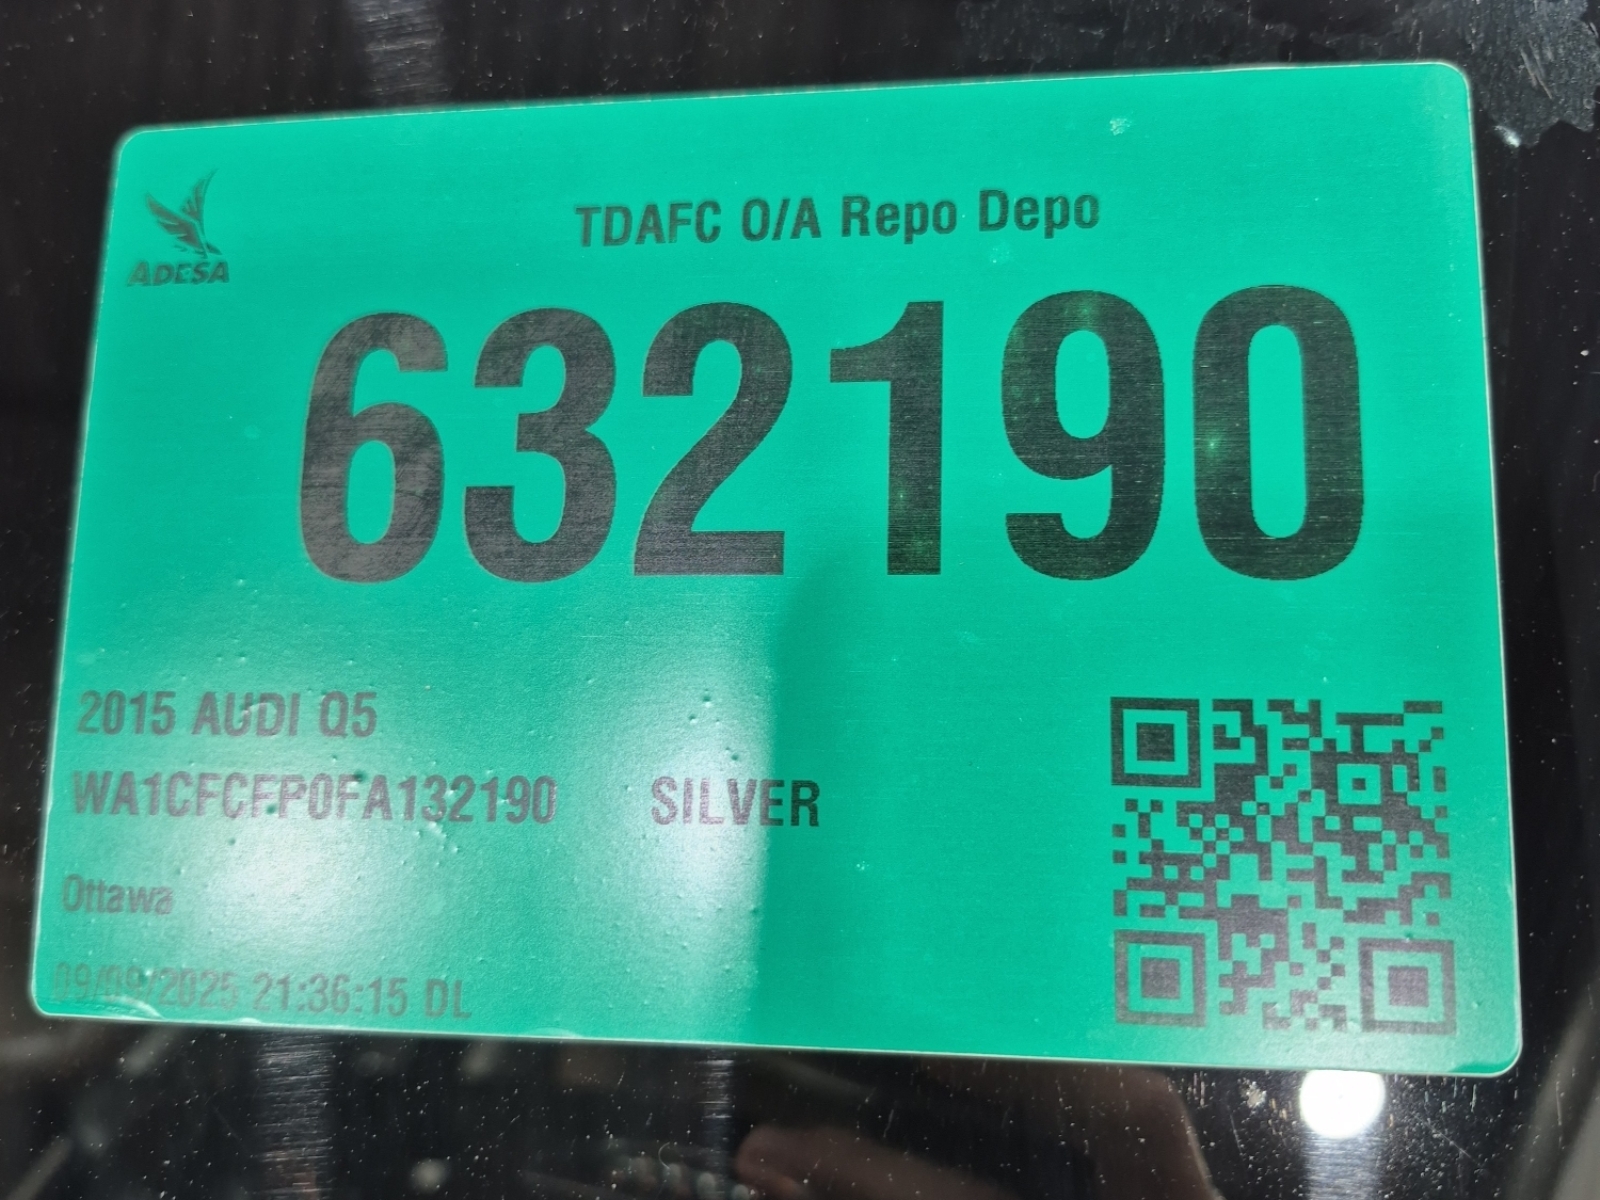 ADESA
TDAFC O/A Repo Depo
632190
2015 AUDI Q5
WA1CFCFP0FA132190 SILVER
Ottawa
09/09/2025 21:36:15 DL